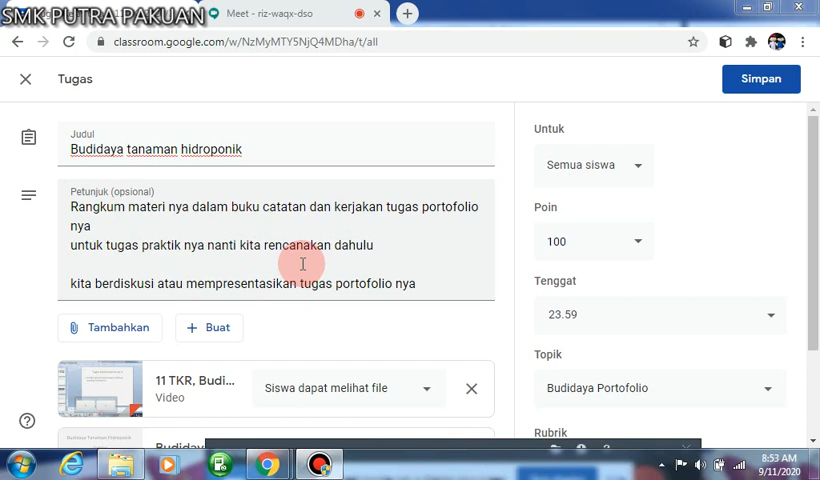 SMK PUTRA PAKUAN
Meet - riz-waqx-dso
classroom.google.com/w/NzMyMTY5NjQ4MDha/t/all
Tugas
Simpan
Judul
Budidaya tanaman hidroponik
Petunjuk (opsional)
Rangkum materi nya dalam buku catatan dan kerjakan tugas portofolio
nya
untuk tugas praktik nya nanti kita rencanakan dahulu
kita berdiskusi atau mempresentasikan tugas portofolio nya
Tambahkan
Buat
11 TKR, Budi...
Video
Siswa dapat melihat file
Budidaya Tanaman Hidroponik
Untuk
Semua siswa
Poin
100
Tenggat
23.59
Topik
Budidaya Portofolio
Rubrik
8:53 AM
9/11/2020